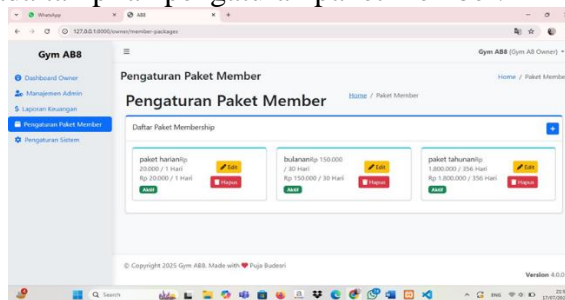 WhatsApp
AB8
127.0.0.1:8000/owner/member-packages
Gym AB8
Gym AB8 (Gym AB Owner)
Dashboard Owner
Manajemen Admin
Laporan Keuangan
Pengaturan Paket Member
Pengaturan Sistem
Pengaturan Paket Member
Home / Paket Membe
Pengaturan Paket Member
Home / Paket Member
Daftar Paket Membership
paket harianRp
20.000 / 1 Hari
Rp 20.000 / 1 Hari
Aktif
Edit
Hapus
bulananRp 150.000
/ 30 Hari
Rp 150.000 / 30 Hari
Aktif
Edit
Hapus
paket tahunanRp
1.800.000 / 356 Hari
Rp 1.800.000 / 356 Hari
Aktif
Edit
Hapus
© Copyright 2025 Gym AB8. Made with ❤ Puja Budesri
Version 4.0.0
Search
ENG